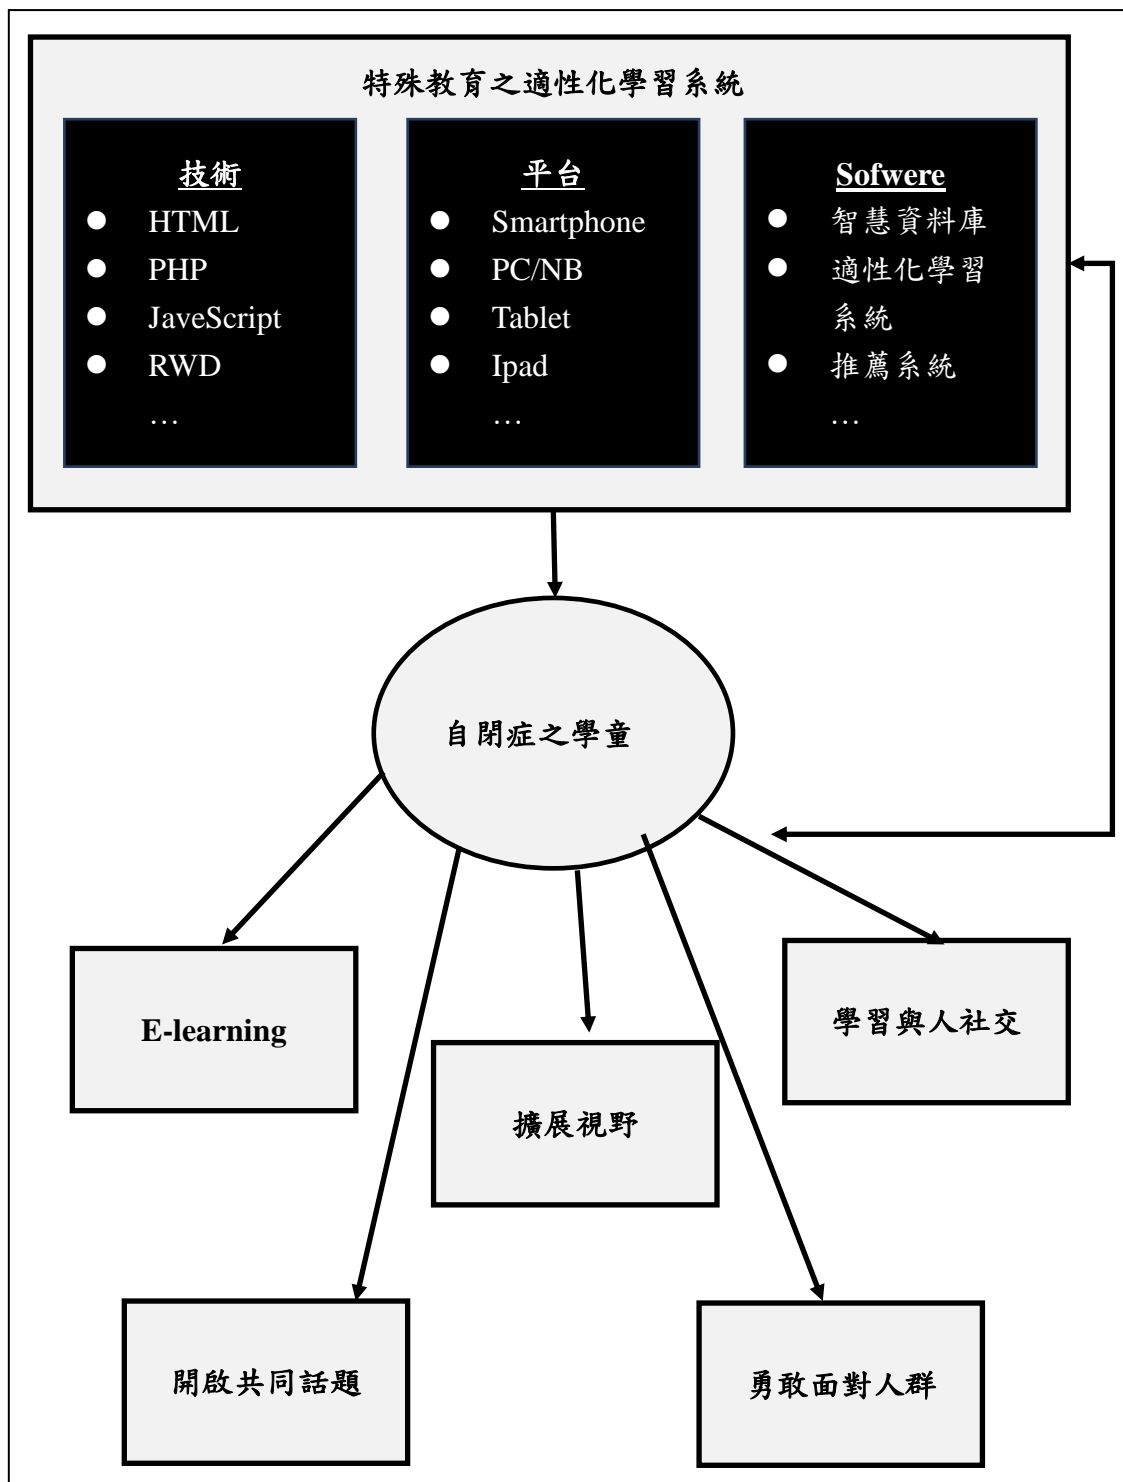 特殊教育之適性化學習系統
技術
● HTML
● PHP
● JaveScript
● RWD
…
平台
● Smartphone
● PC/NB
● Tablet
● Ipad
…
Sofwere
● 智慧資料庫
● 適性化學習
系統
● 推薦系統
…
自閉症之學童
E-learning
學習與人社交
擴展視野
開啟共同話題
勇敢面對人群